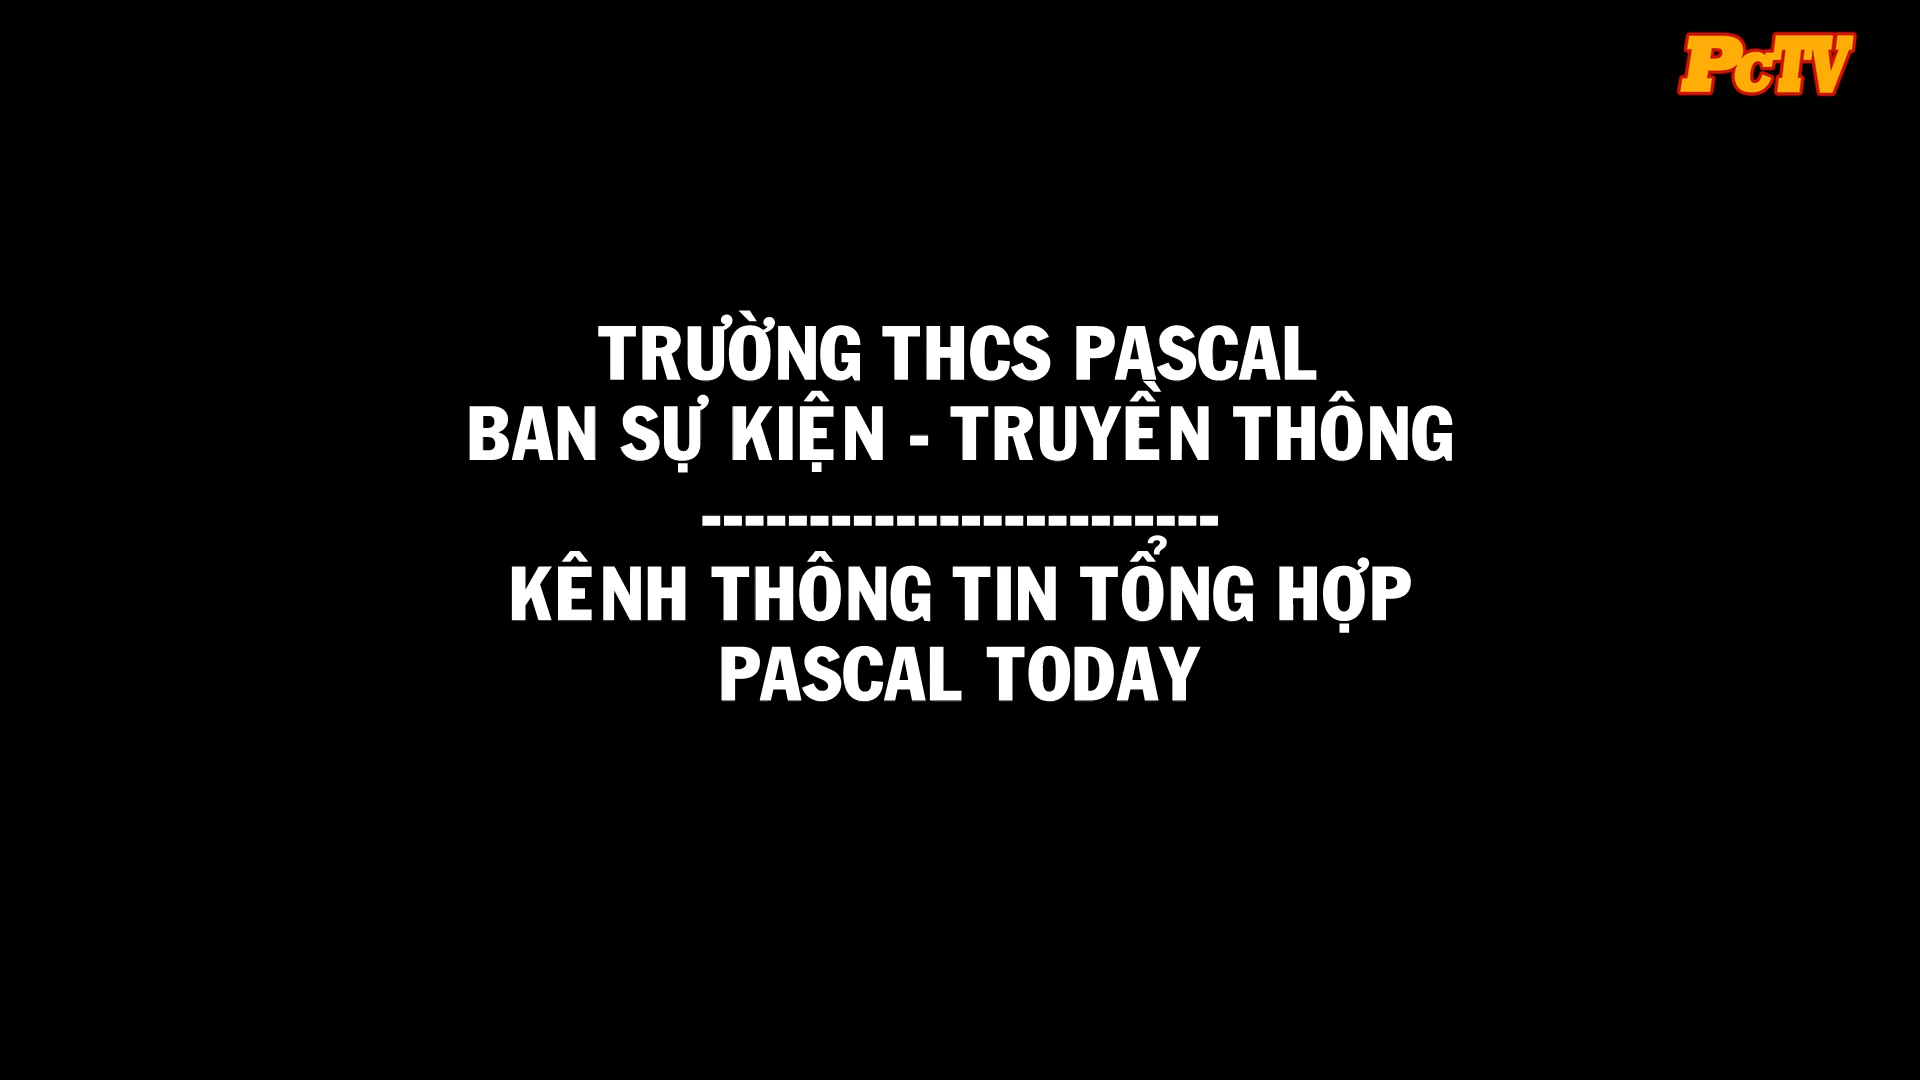 PcTV
TRƯỜNG THCS PASCAL
BAN SỰ KIỆN - TRUYỀN THÔNG
------------------------
KÊNH THÔNG TIN TỔNG HỢP
PASCAL TODAY